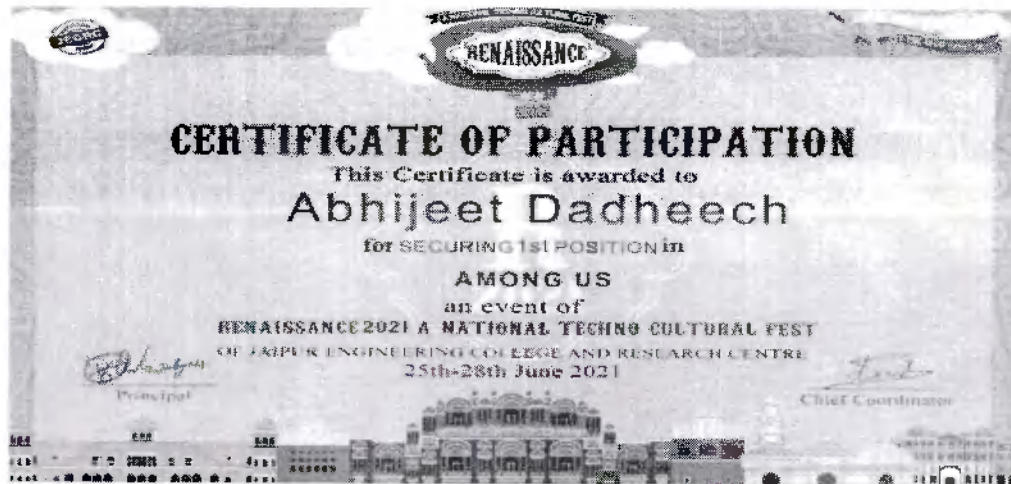 RENAISSANCE
CERTIFICATE OF PARTICIPATION
This Certificate is awarded to
Abhijeet Dadheech
for SECURING 1st POSITION in
AMONG US
an event of
RENAISSANCE 2021 A NATIONAL TECHNO CULTURAL FEST
OF JAIPUR ENGINEERING COLLEGE AND RESEARCH CENTRE
25th-28th June 2021
Principal
Chief Coordinator